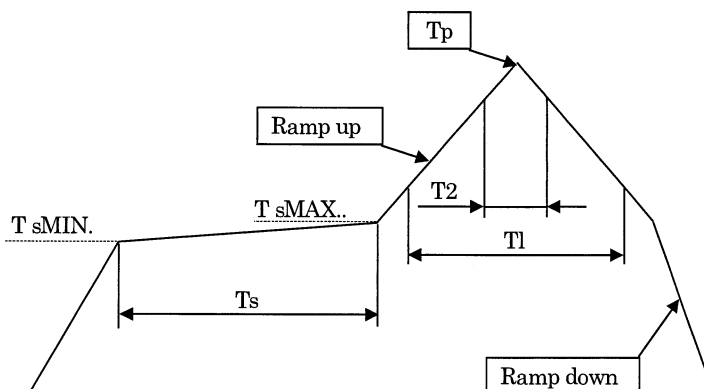 Tp
Ramp up
T2
T sMAX..
T sMIN.
Tl
Ts
Ramp down